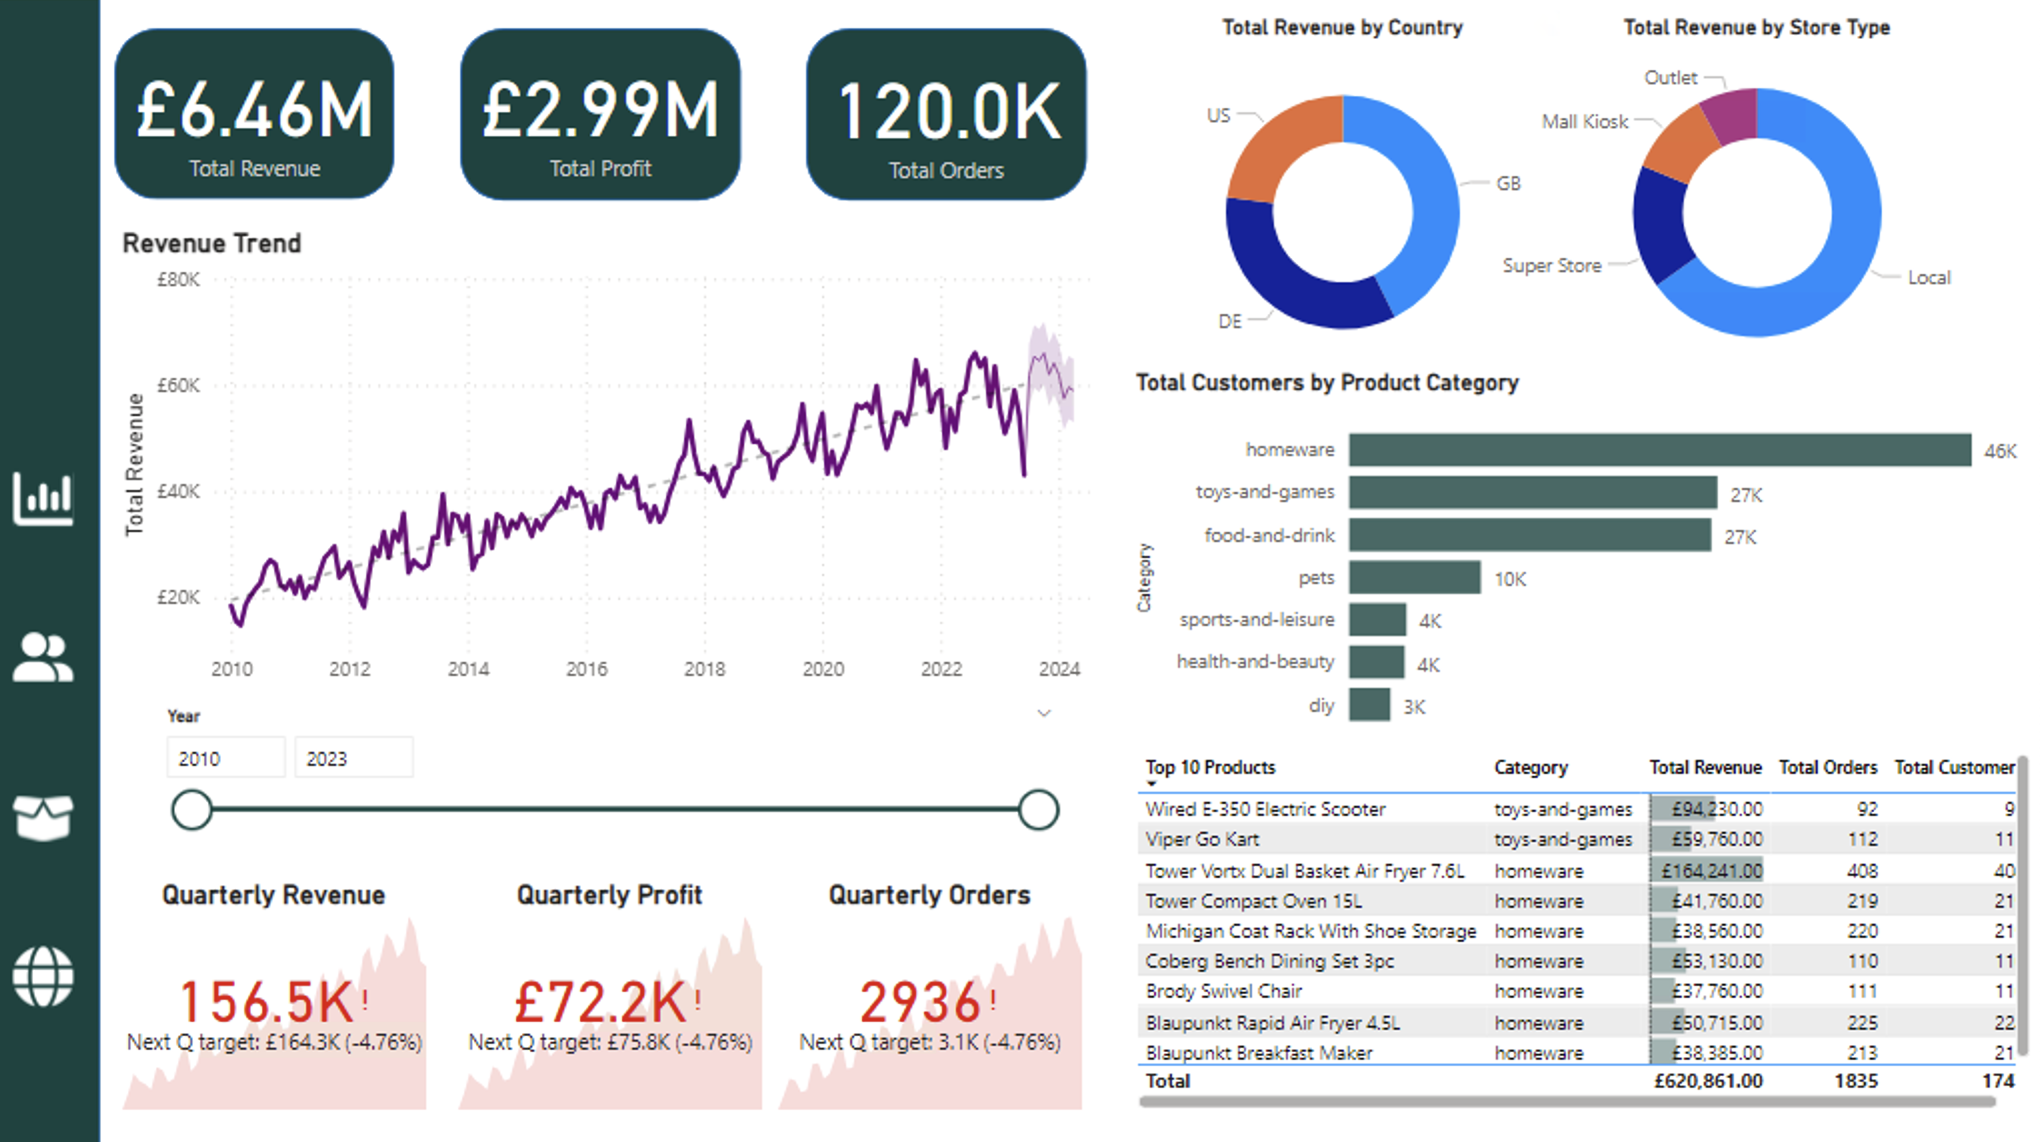 £6.46M
Total Revenue
£2.99M
Total Profit
120.0K
Total Orders
Revenue Trend
£80K
£60K
£40K
£20K
Total Revenue
2010 2012 2014 2016 2018 2020 2022 2024
Year
2010 2023
Quarterly Revenue
156.5K!
Next Q target: £164.3K (-4.76%)
Quarterly Profit
£72.2K!
Next Q target: £75.8K (-4.76%)
Quarterly Orders
2936!
Next Q target: 3.1K (-4.76%)
Total Revenue by Country
US
GB
DE
Total Revenue by Store Type
Outlet
Mall Kiosk
Super Store
Local
Total Customers by Product Category
Category
homeware 46K
toys-and-games 27K
food-and-drink 27K
pets 10K
sports-and-leisure 4K
health-and-beauty 4K
diy 3K
Top 10 Products Category Total Revenue Total Orders Total Customer
Wired E-350 Electric Scooter toys-and-games £94,230.00 92 9
Viper Go Kart toys-and-games £59,760.00 112 11
Tower Vortx Dual Basket Air Fryer 7.6L homeware £164,241.00 408 40
Tower Compact Oven 15L homeware £41,760.00 219 21
Michigan Coat Rack With Shoe Storage homeware £38,560.00 220 21
Coberg Bench Dining Set 3pc homeware £53,130.00 110 11
Brody Swivel Chair homeware £37,760.00 111 11
Blaupunkt Rapid Air Fryer 4.5L homeware £50,715.00 225 22
Blaupunkt Breakfast Maker homeware £38,385.00 213 21
Total £620,861.00 1835 174